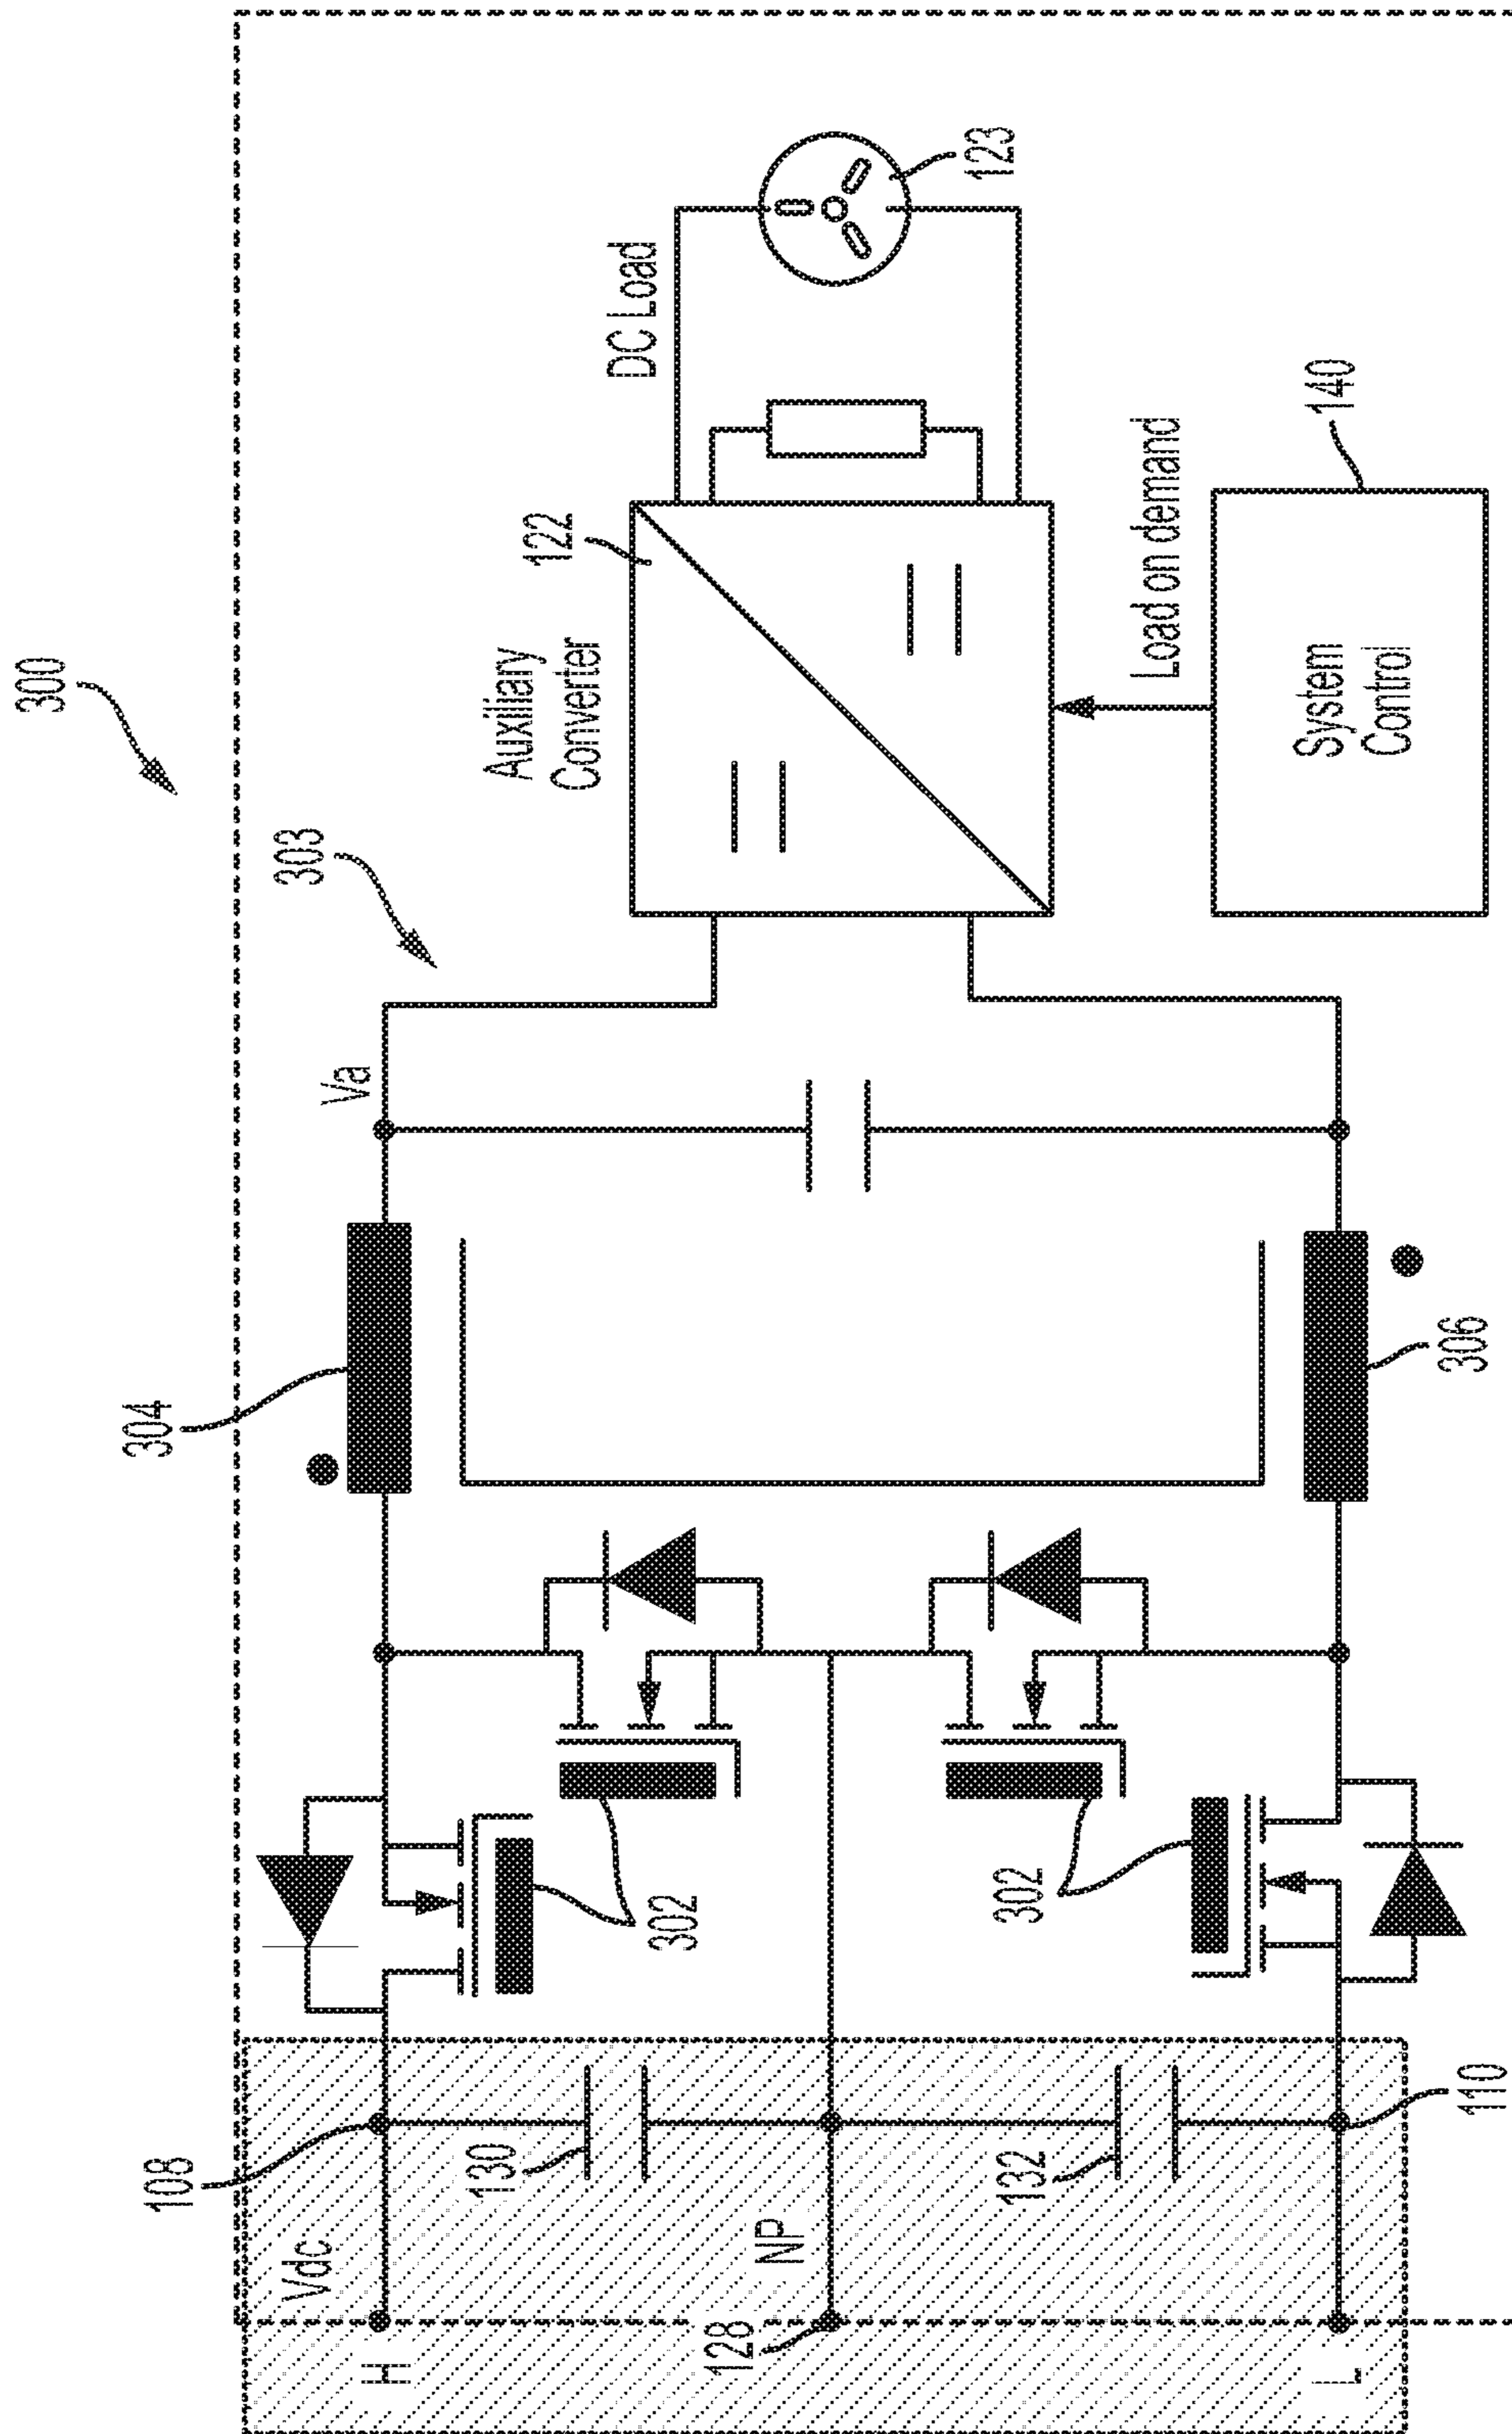 300
303
304
Va
Auxiliary
Converter
122
DC Load
123
Load on demand
140
System
Control
306
302
302
108
Vdc
130
NP
132
110
128
H
L